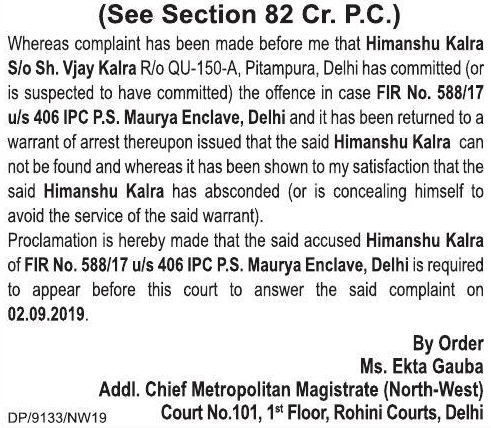 (See Section 82 Cr. P.C.)
Whereas complaint has been made before me that Himanshu Kalra
S/o Sh. Vjay Kalra R/o QU-150-A, Pitampura, Delhi has committed (or
is suspected to have committed) the offence in case FIR No. 588/17
u/s 406 IPC P.S. Maurya Enclave, Delhi and it has been returned to a
warrant of arrest thereupon issued that the said Himanshu Kalra can
not be found and whereas it has been shown to my satisfaction that the
said Himanshu Kalra has absconded (or is concealing himself to
avoid the service of the said warrant).
Proclamation is hereby made that the said accused Himanshu Kalra
of FIR No. 588/17 u/s 406 IPC P.S. Maurya Enclave, Delhi is required
to appear before this court to answer the said complaint on
02.09.2019.
By Order
Ms. Ekta Gauba
Addl. Chief Metropolitan Magistrate (North-West)
DP/9133/NW19 Court No.101, 1st Floor, Rohini Courts, Delhi